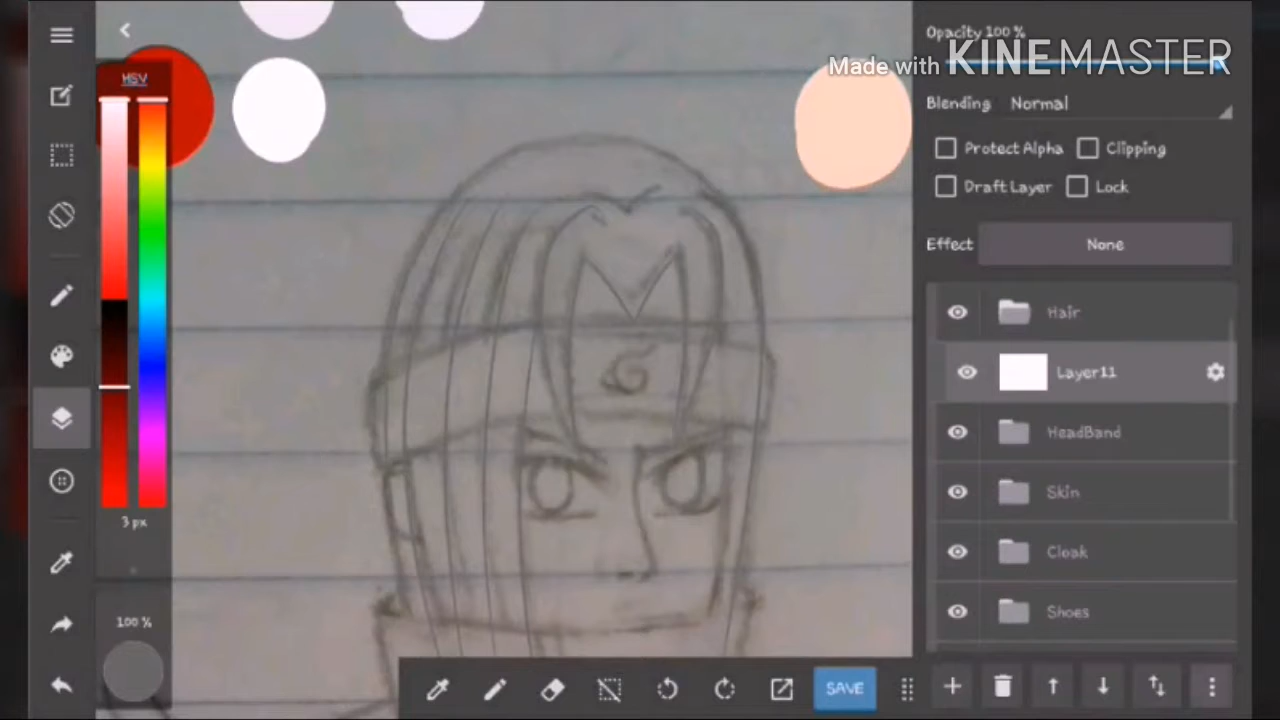 Opacity 100 %
Made with KINEMASTER
HSV
Blending Normal
Protect Alpha Clipping
Draft Layer Lock
Effect None
Hair
Layer11
HeadBand
Skin
Cloak
Shoes
3 px
100 %
SAVE